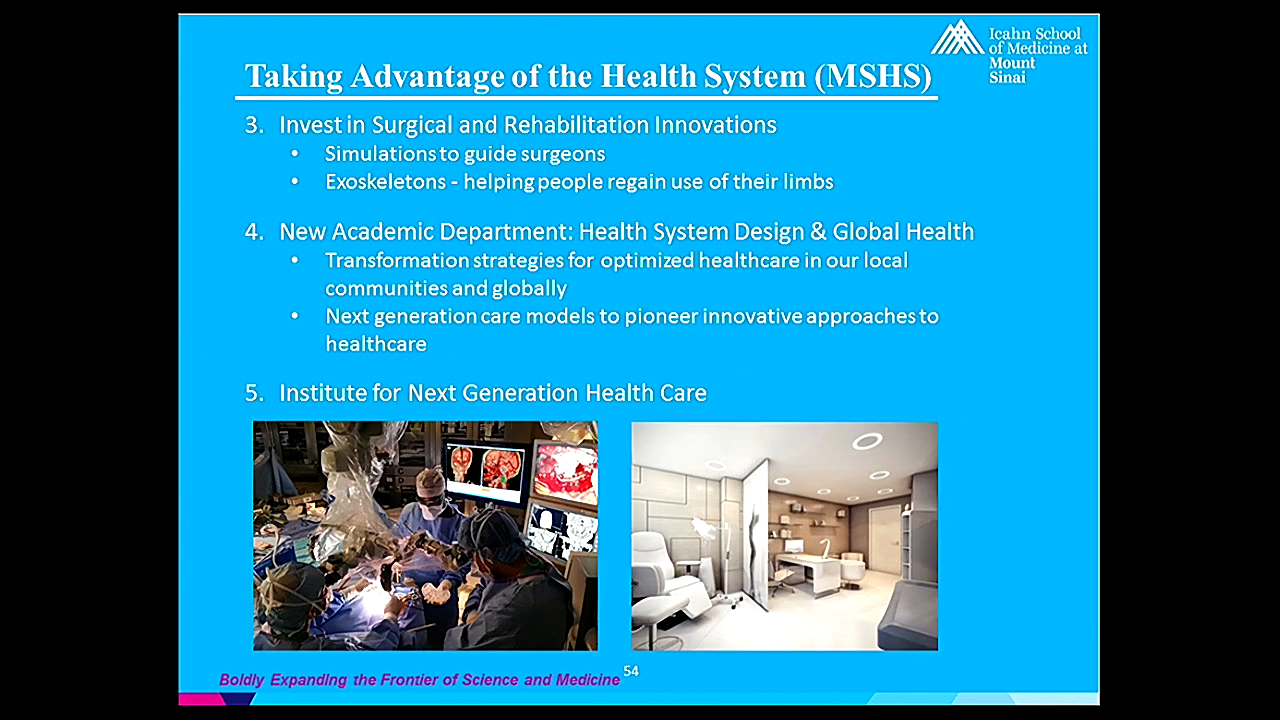 Icahn School
of Medicine at
Mount
Sinai
Taking Advantage of the Health System (MSHS)
3. Invest in Surgical and Rehabilitation Innovations
• Simulations to guide surgeons
• Exoskeletons - helping people regain use of their limbs
4. New Academic Department: Health System Design & Global Health
• Transformation strategies for optimized healthcare in our local
communities and globally
• Next generation care models to pioneer innovative approaches to
healthcare
5. Institute for Next Generation Health Care
54
Boldly Expanding the Frontier of Science and Medicine